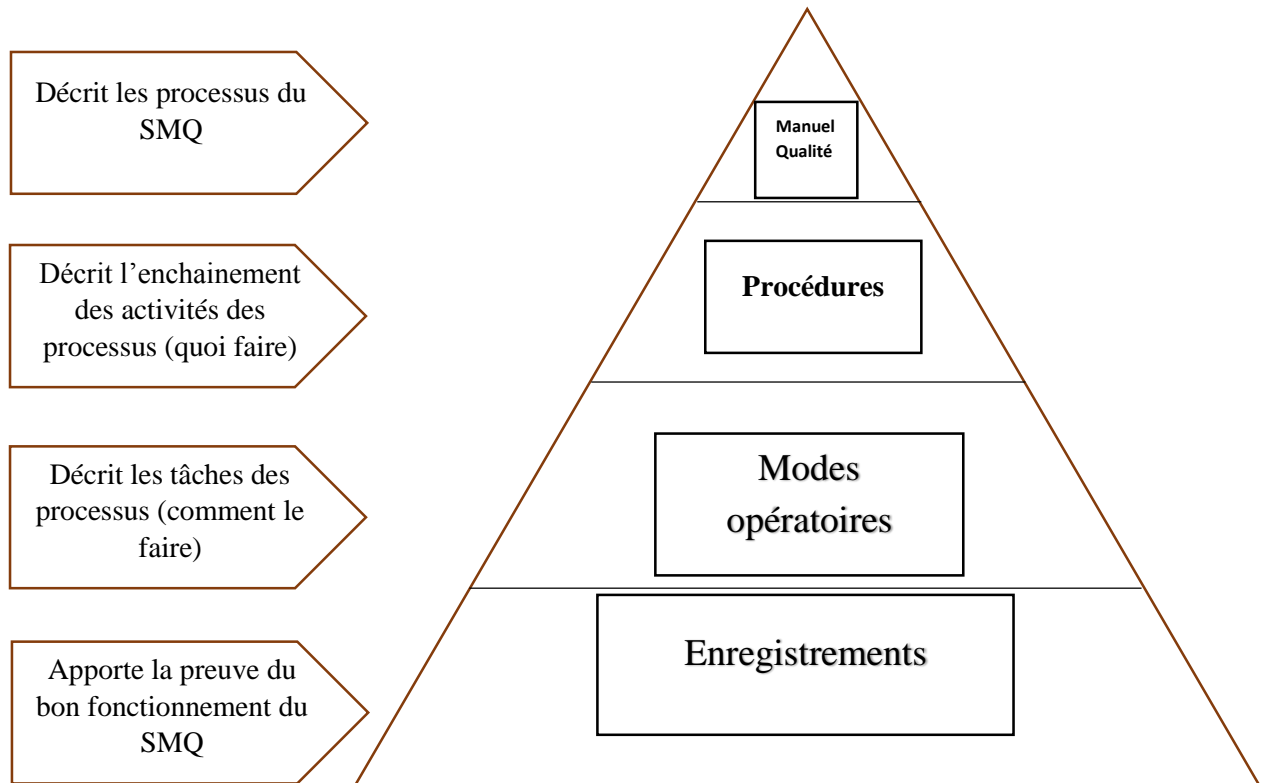 Décrit les processus du
SMQ
Manuel
Qualité
Décrit l’enchainement
des activités des
processus (quoi faire)
Procédures
Décrit les tâches des
processus (comment le
faire)
Modes
opératoires
Apporte la preuve du
bon fonctionnement du
SMQ
Enregistrements